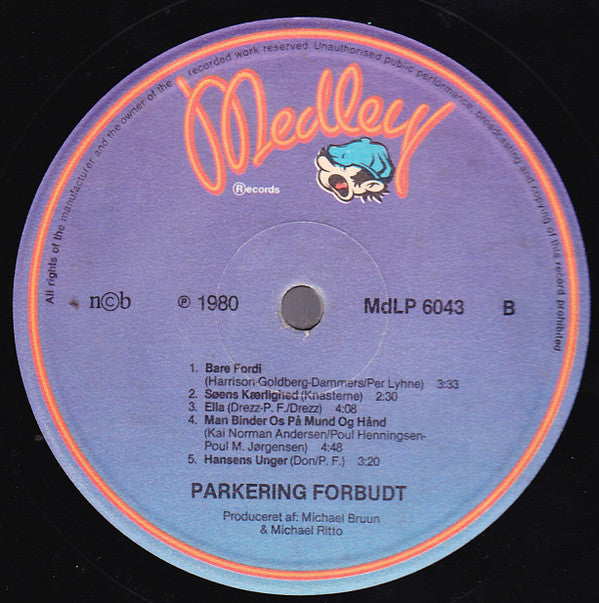 All rights of the manufacturer and the owner of the recorded work reserved Unauthorised public performance broadcasting and copying of this record prohibited
Medley
Ⓡecords
n©b ℗ 1980 MdLP 6043 B
1. Bare Fordi
(Harrison-Goldberg-Dammers/Per Lyhne) 3:33
2. Søens Kærlighed (Knasterne) 2:30
3. Ella (Drezz-P. F./Drezz) 4:08
4. Man Binder Os På Mund Og Hånd
(Kai Norman Andersen/Poul Henningsen-
Poul M. Jørgensen) 4:48
5. Hansens Unger (Don/P. F.) 3:20
PARKERING FORBUDT
Produceret af: Michael Bruun
& Michael Ritto